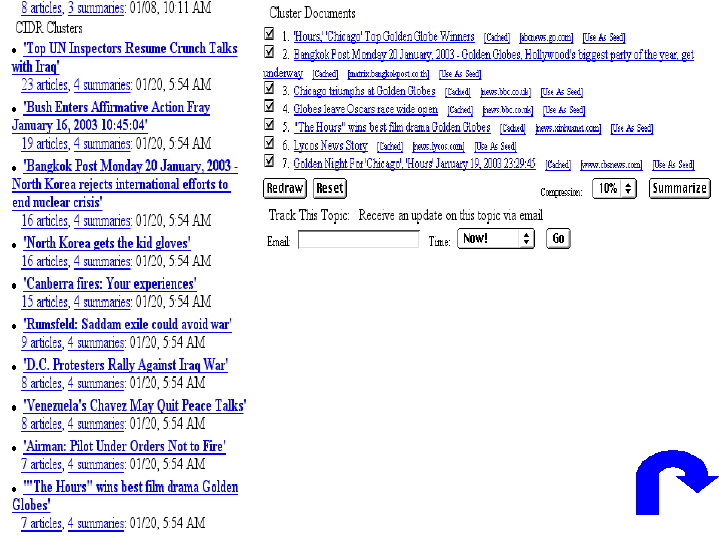 8 articles, 3 summaries: 01/08, 10:11 AM
CIDR Clusters
• 'Top UN Inspectors Resume Crunch Talks
with Iraq'
23 articles, 4 summaries: 01/20, 5:54 AM
• 'Bush Enters Affirmative Action Fray
January 16, 2003 10:45:04'
19 articles, 4 summaries: 01/20, 5:54 AM
• 'Bangkok Post Monday 20 January, 2003 -
North Korea rejects international efforts to
end nuclear crisis'
16 articles, 4 summaries: 01/20, 5:54 AM
• 'North Korea gets the kid gloves'
16 articles, 4 summaries: 01/20, 5:54 AM
• 'Canberra fires: Your experiences'
15 articles, 4 summaries: 01/20, 5:54 AM
• 'Rumsfeld: Saddam exile could avoid war'
9 articles, 4 summaries: 01/20, 5:54 AM
• 'D.C. Protesters Rally Against Iraq War'
8 articles, 4 summaries: 01/20, 5:54 AM
• 'Venezuela's Chavez May Quit Peace Talks'
8 articles, 4 summaries: 01/20, 5:54 AM
• 'Airman: Pilot Under Orders Not to Fire'
7 articles, 4 summaries: 01/20, 5:54 AM
• '"The Hours" wins best film drama Golden
Globes'
7 articles, 4 summaries: 01/20, 5:54 AM
Cluster Documents
1. 'Hours,' 'Chicago' Top Golden Globe Winners [Cached] [abcnews.go.com] [Use As Seed]
2. Bangkok Post Monday 20 January, 2003 - Golden Globes, Hollywood's biggest party of the year, get
underway [Cached] [matrix.bangkokpost.co.th] [Use As Seed]
3. Chicago triumphs at Golden Globes [Cached] [news.bbc.co.uk] [Use As Seed]
4. Globes leave Oscars race wide open [Cached] [news.bbc.co.uk] [Use As Seed]
5. "The Hours" wins best film drama Golden Globes [Cached] [news.xinhuanet.com] [Use As Seed]
6. Lycos News Story [Cached] [news.lycos.com] [Use As Seed]
7. Golden Night For 'Chicago', 'Hours' January 19, 2003 23:29:45 [Cached] [www.cbsnews.com] [Use As Seed]
Redraw Reset Compression: 10% Summarize
Track This Topic: Receive an update on this topic via email
Email: Time: Now! Go